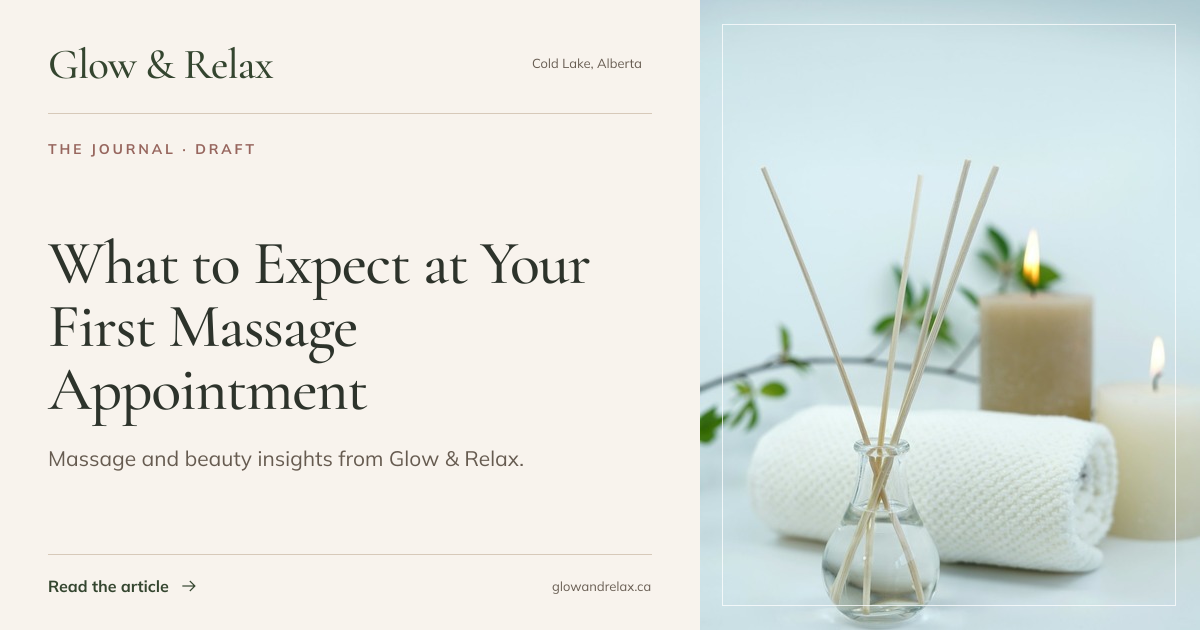 Glow & Relax
Cold Lake, Alberta
THE JOURNAL · DRAFT
What to Expect at Your
First Massage
Appointment
Massage and beauty insights from Glow & Relax.
Read the article →
glowandrelax.ca